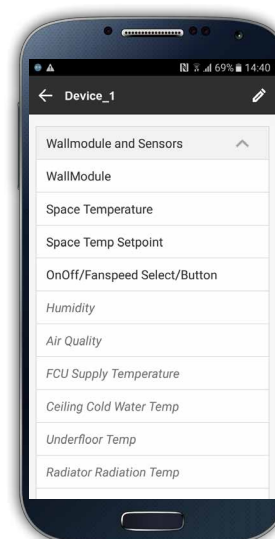 69% 14:40
Device_1
Wallmodule and Sensors
WallModule
Space Temperature
Space Temp Setpoint
OnOff/Fanspeed Select/Button
Humidity
Air Quality
FCU Supply Temperature
Ceiling Cold Water Temp
Underfloor Temp
Radiator Radiation Temp